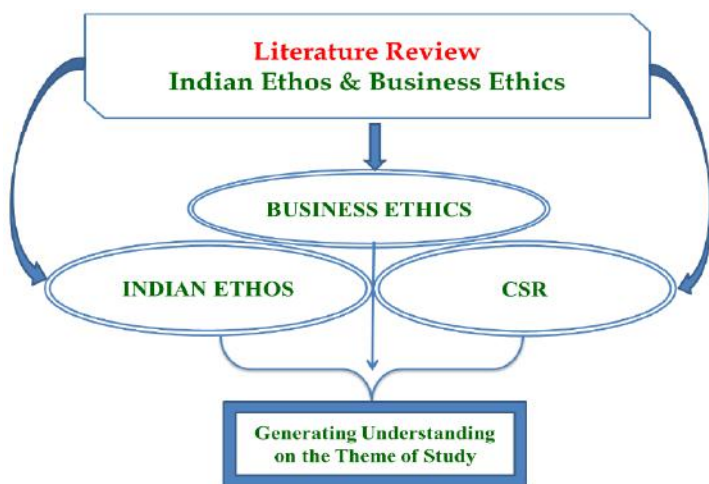 Literature Review
Indian Ethos & Business Ethics
BUSINESS ETHICS
INDIAN ETHOS
CSR
Generating Understanding
on the Theme of Study